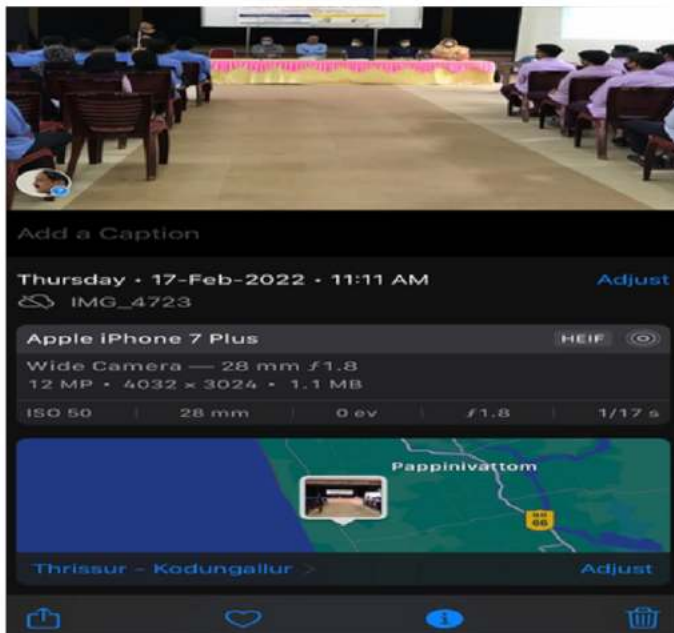 Add a Caption
Thursday • 17-Feb-2022 • 11:11 AM
Adjust
IMG_4723
Apple iPhone 7 Plus
HEIF
Wide Camera — 28 mm ƒ1.8
12 MP • 4032 × 3024 • 1.1 MB
ISO 50
28 mm
0 ev
ƒ1.8
1/17 s
Pappinivattom
NH
66
Thrissur - Kodungallur >
Adjust